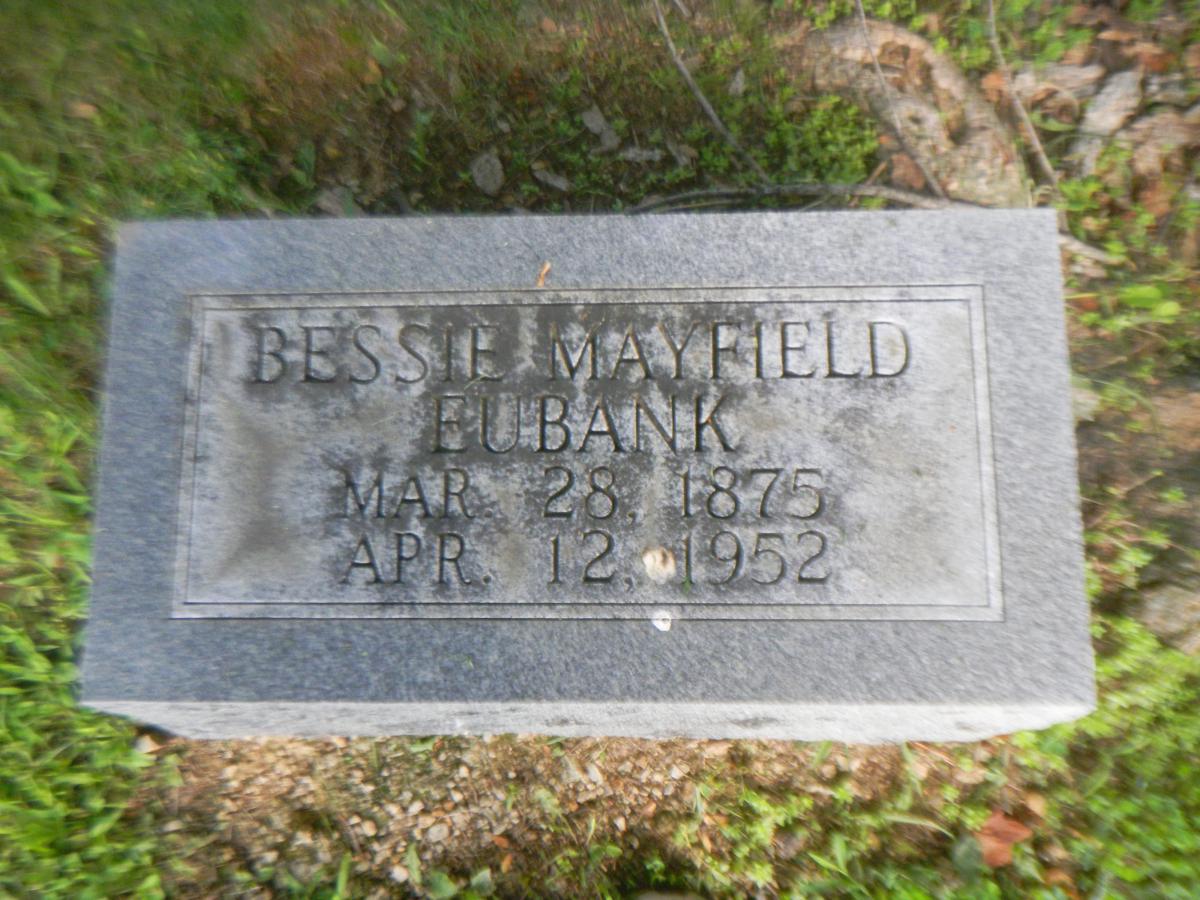 BESSIE MAYFIELD
EUBANK
MAR. 28, 1875
APR. 12, 1952